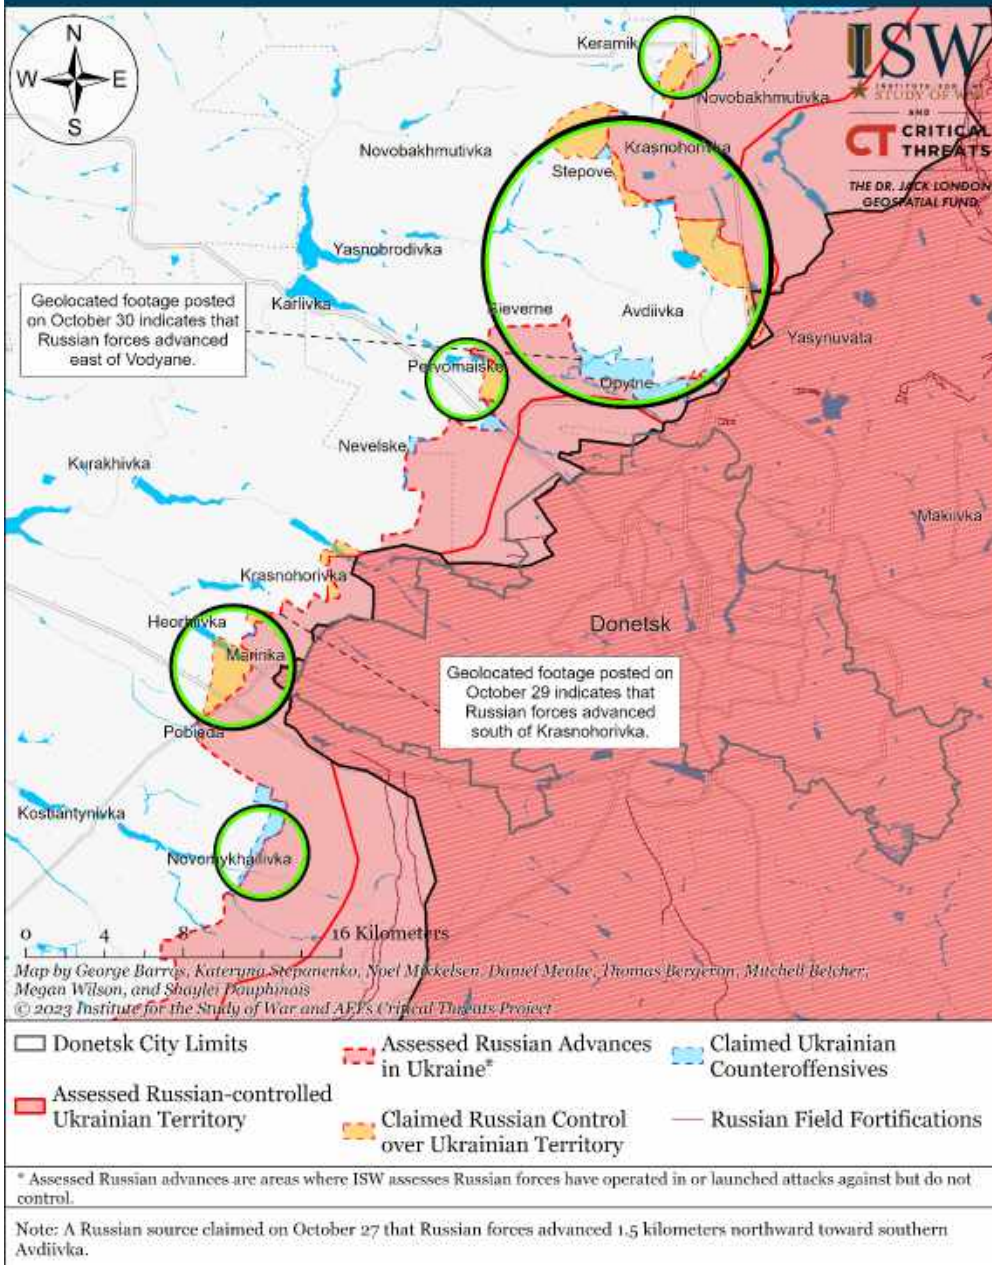 N
W E
S
ISW
INSTITUTE FOR THE
STUDY OF WAR
AND
CT CRITICAL
THREATS
THE DR. JACK LONDON
GEOSPATIAL FUND
Keramik
Novobakhmutivka
Novobakhmutivka
Krasnohorivka
Stepove
Yasnobrodivka
Karlivka
Sieverne
Avdiivka
Geolocated footage posted
on October 30 indicates that
Russian forces advanced
east of Vodyane.
Yasynuvata
Pervomaiske
Opytne
Nevelske
Kurakhivka
Makiivka
Krasnohorivka
Heorhiivka
Donetsk
Marinka
Geolocated footage posted on
October 29 indicates that
Russian forces advanced
south of Krasnohorivka.
Pobieda
Kostiantynivka
Novomykhailivka
0 4 8 16 Kilometers
Map by George Barros, Kateryna Stepanenko, Noel Mikkelsen, Daniel Mealie, Thomas Bergeron, Mitchell Belcher,
Megan Wilson, and Shaylei Dauphinais
© 2023 Institute for the Study of War and AEI's Critical Threats Project
Donetsk City Limits
Assessed Russian-controlled
Ukrainian Territory
Assessed Russian Advances
in Ukraine*
Claimed Russian Control
over Ukrainian Territory
Claimed Ukrainian
Counteroffensives
Russian Field Fortifications
* Assessed Russian advances are areas where ISW assesses Russian forces have operated in or launched attacks against but do not
control.
Note: A Russian source claimed on October 27 that Russian forces advanced 1.5 kilometers northward toward southern
Avdiivka.